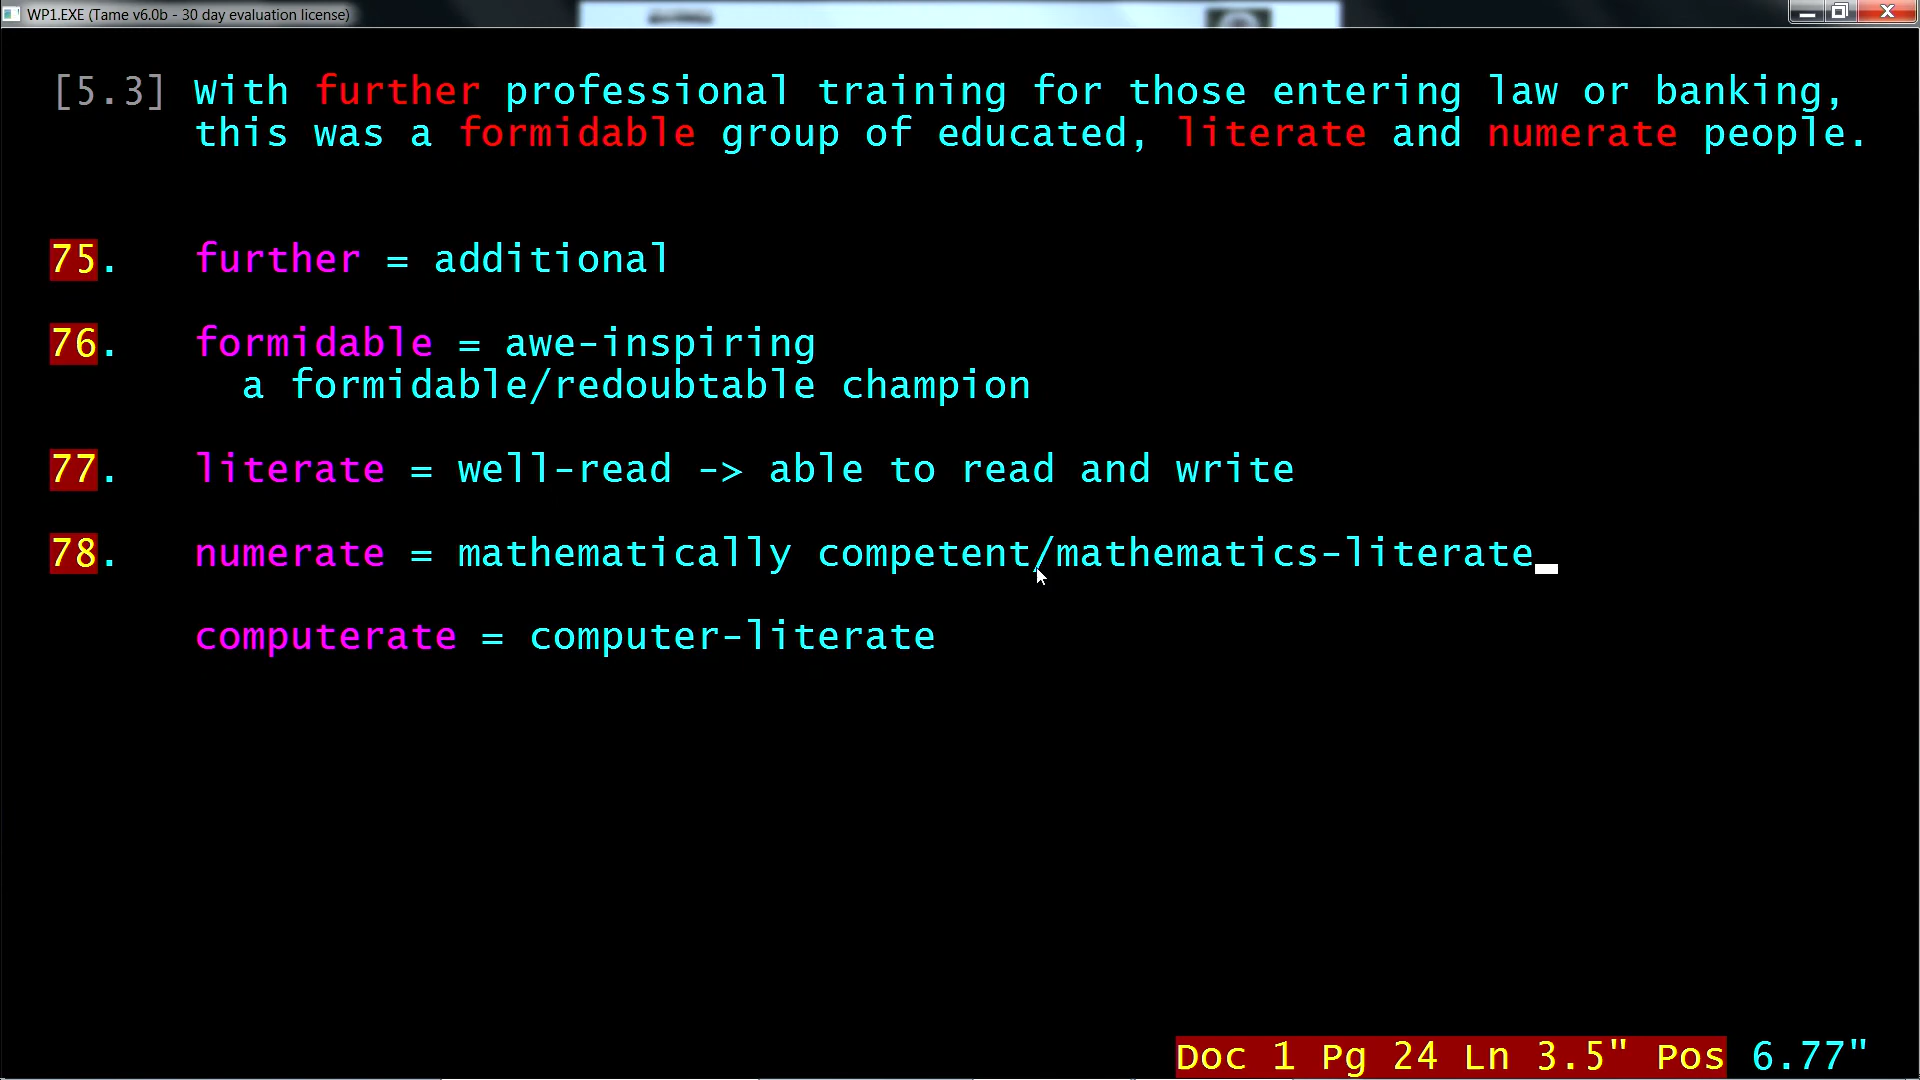 WP1.EXE (Tame v6.0b - 30 day evaluation license)
[5.3] With further professional training for those entering law or banking,
this was a formidable group of educated, literate and numerate people.
75. further = additional
76. formidable = awe-inspiring
a formidable/redoubtable champion
77. literate = well-read -> able to read and write
78. numerate = mathematically competent/mathematics-literate
computerate = computer-literate
Doc 1 Pg 24 Ln 3.5" Pos 6.77"